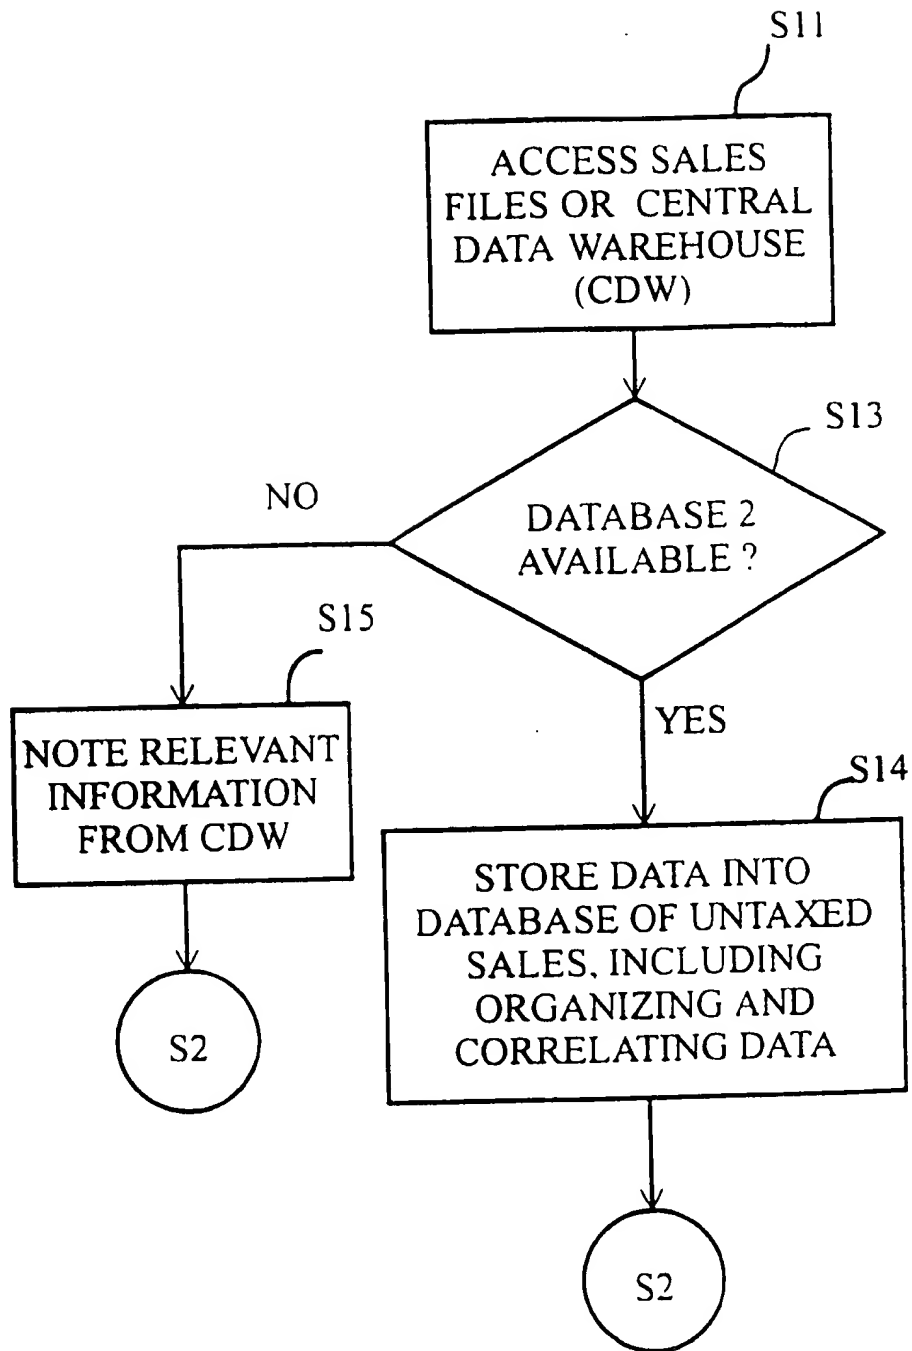 S11
ACCESS SALES
FILES OR CENTRAL
DATA WAREHOUSE
(CDW)
S13
NO
DATABASE 2
AVAILABLE ?
S15
YES
NOTE RELEVANT
INFORMATION
FROM CDW
S14
STORE DATA INTO
DATABASE OF UNTAXED
SALES, INCLUDING
ORGANIZING AND
CORRELATING DATA
S2
S2